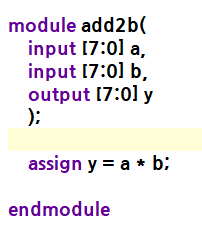 module add2b(
input [7:0] a,
input [7:0] b,
output [7:0] y
);
assign y = a * b;
endmodule